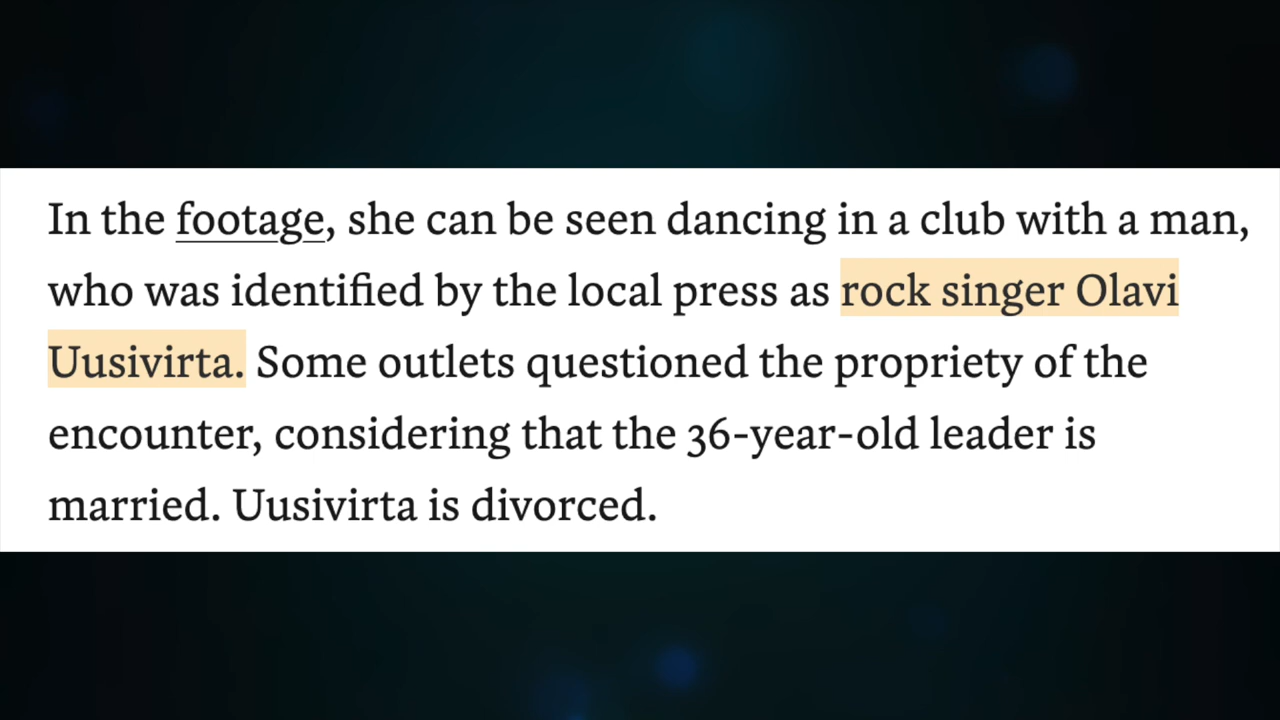 In the footage, she can be seen dancing in a club with a man,
who was identified by the local press as rock singer Olavi
Uusivirta. Some outlets questioned the propriety of the
encounter, considering that the 36-year-old leader is
married. Uusivirta is divorced.